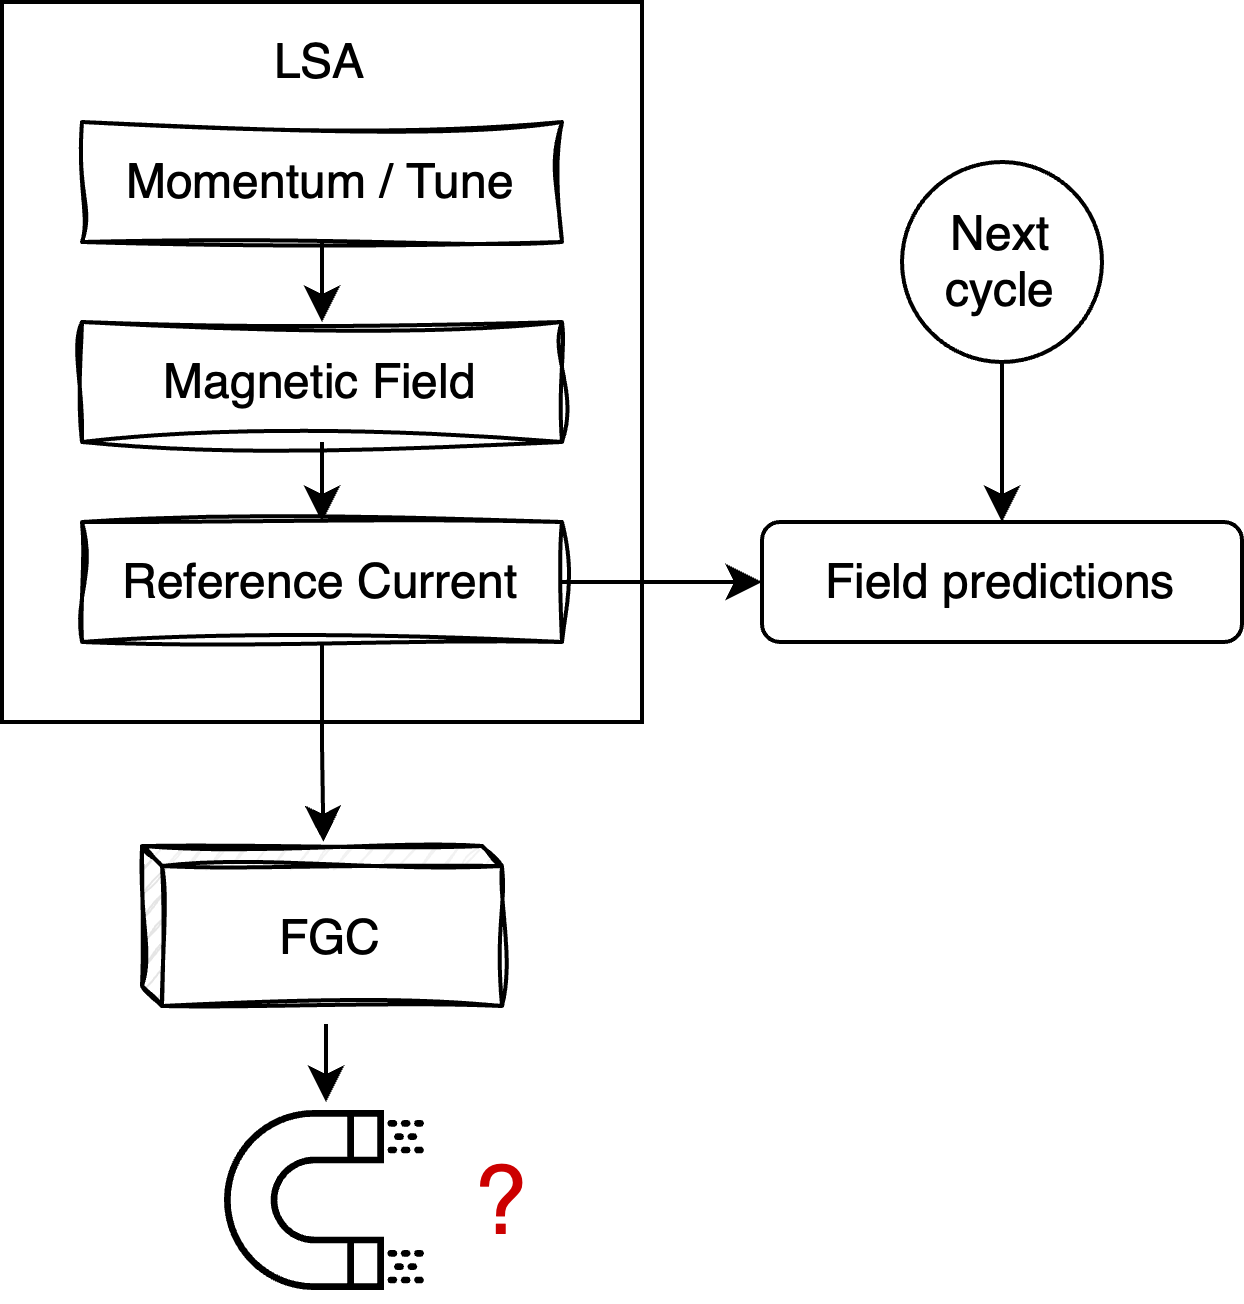 LSA
Momentum / Tune
Magnetic Field
Reference Current
Next
cycle
Field predictions
FGC
?